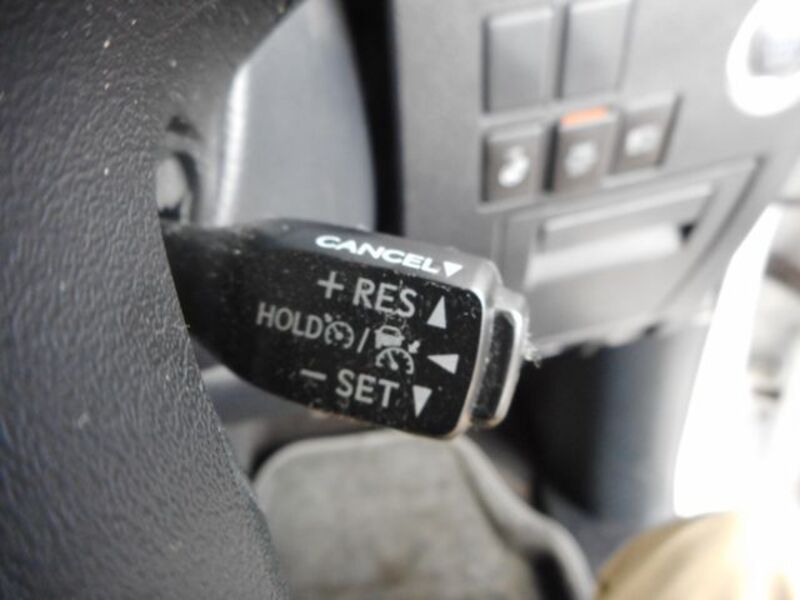 CANCEL
+ RES
HOLD /
– SET